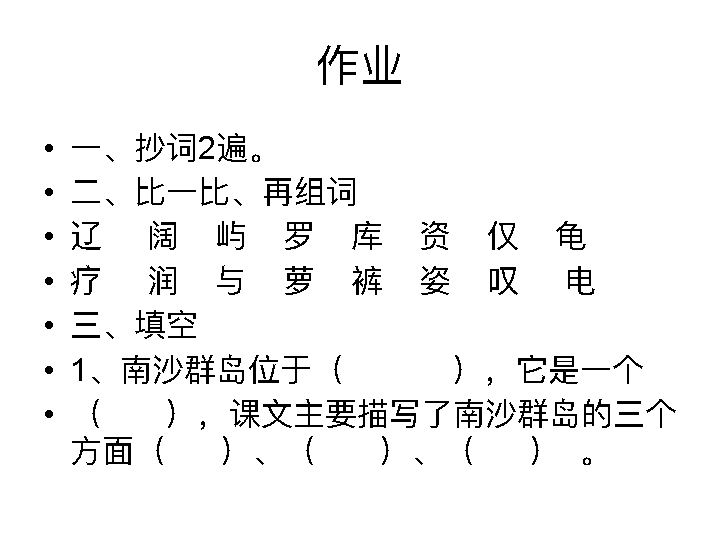 作业
• 一、抄词2遍。
• 二、比一比、再组词
• 辽 阔 屿 罗 库 资 仅 龟
• 疗 润 与 萝 裤 姿 叹 电
• 三、填空
• 1、南沙群岛位于（ ），它是一个
• （ ），课文主要描写了南沙群岛的三个
方面（ ）、（ ）、（ ） 。